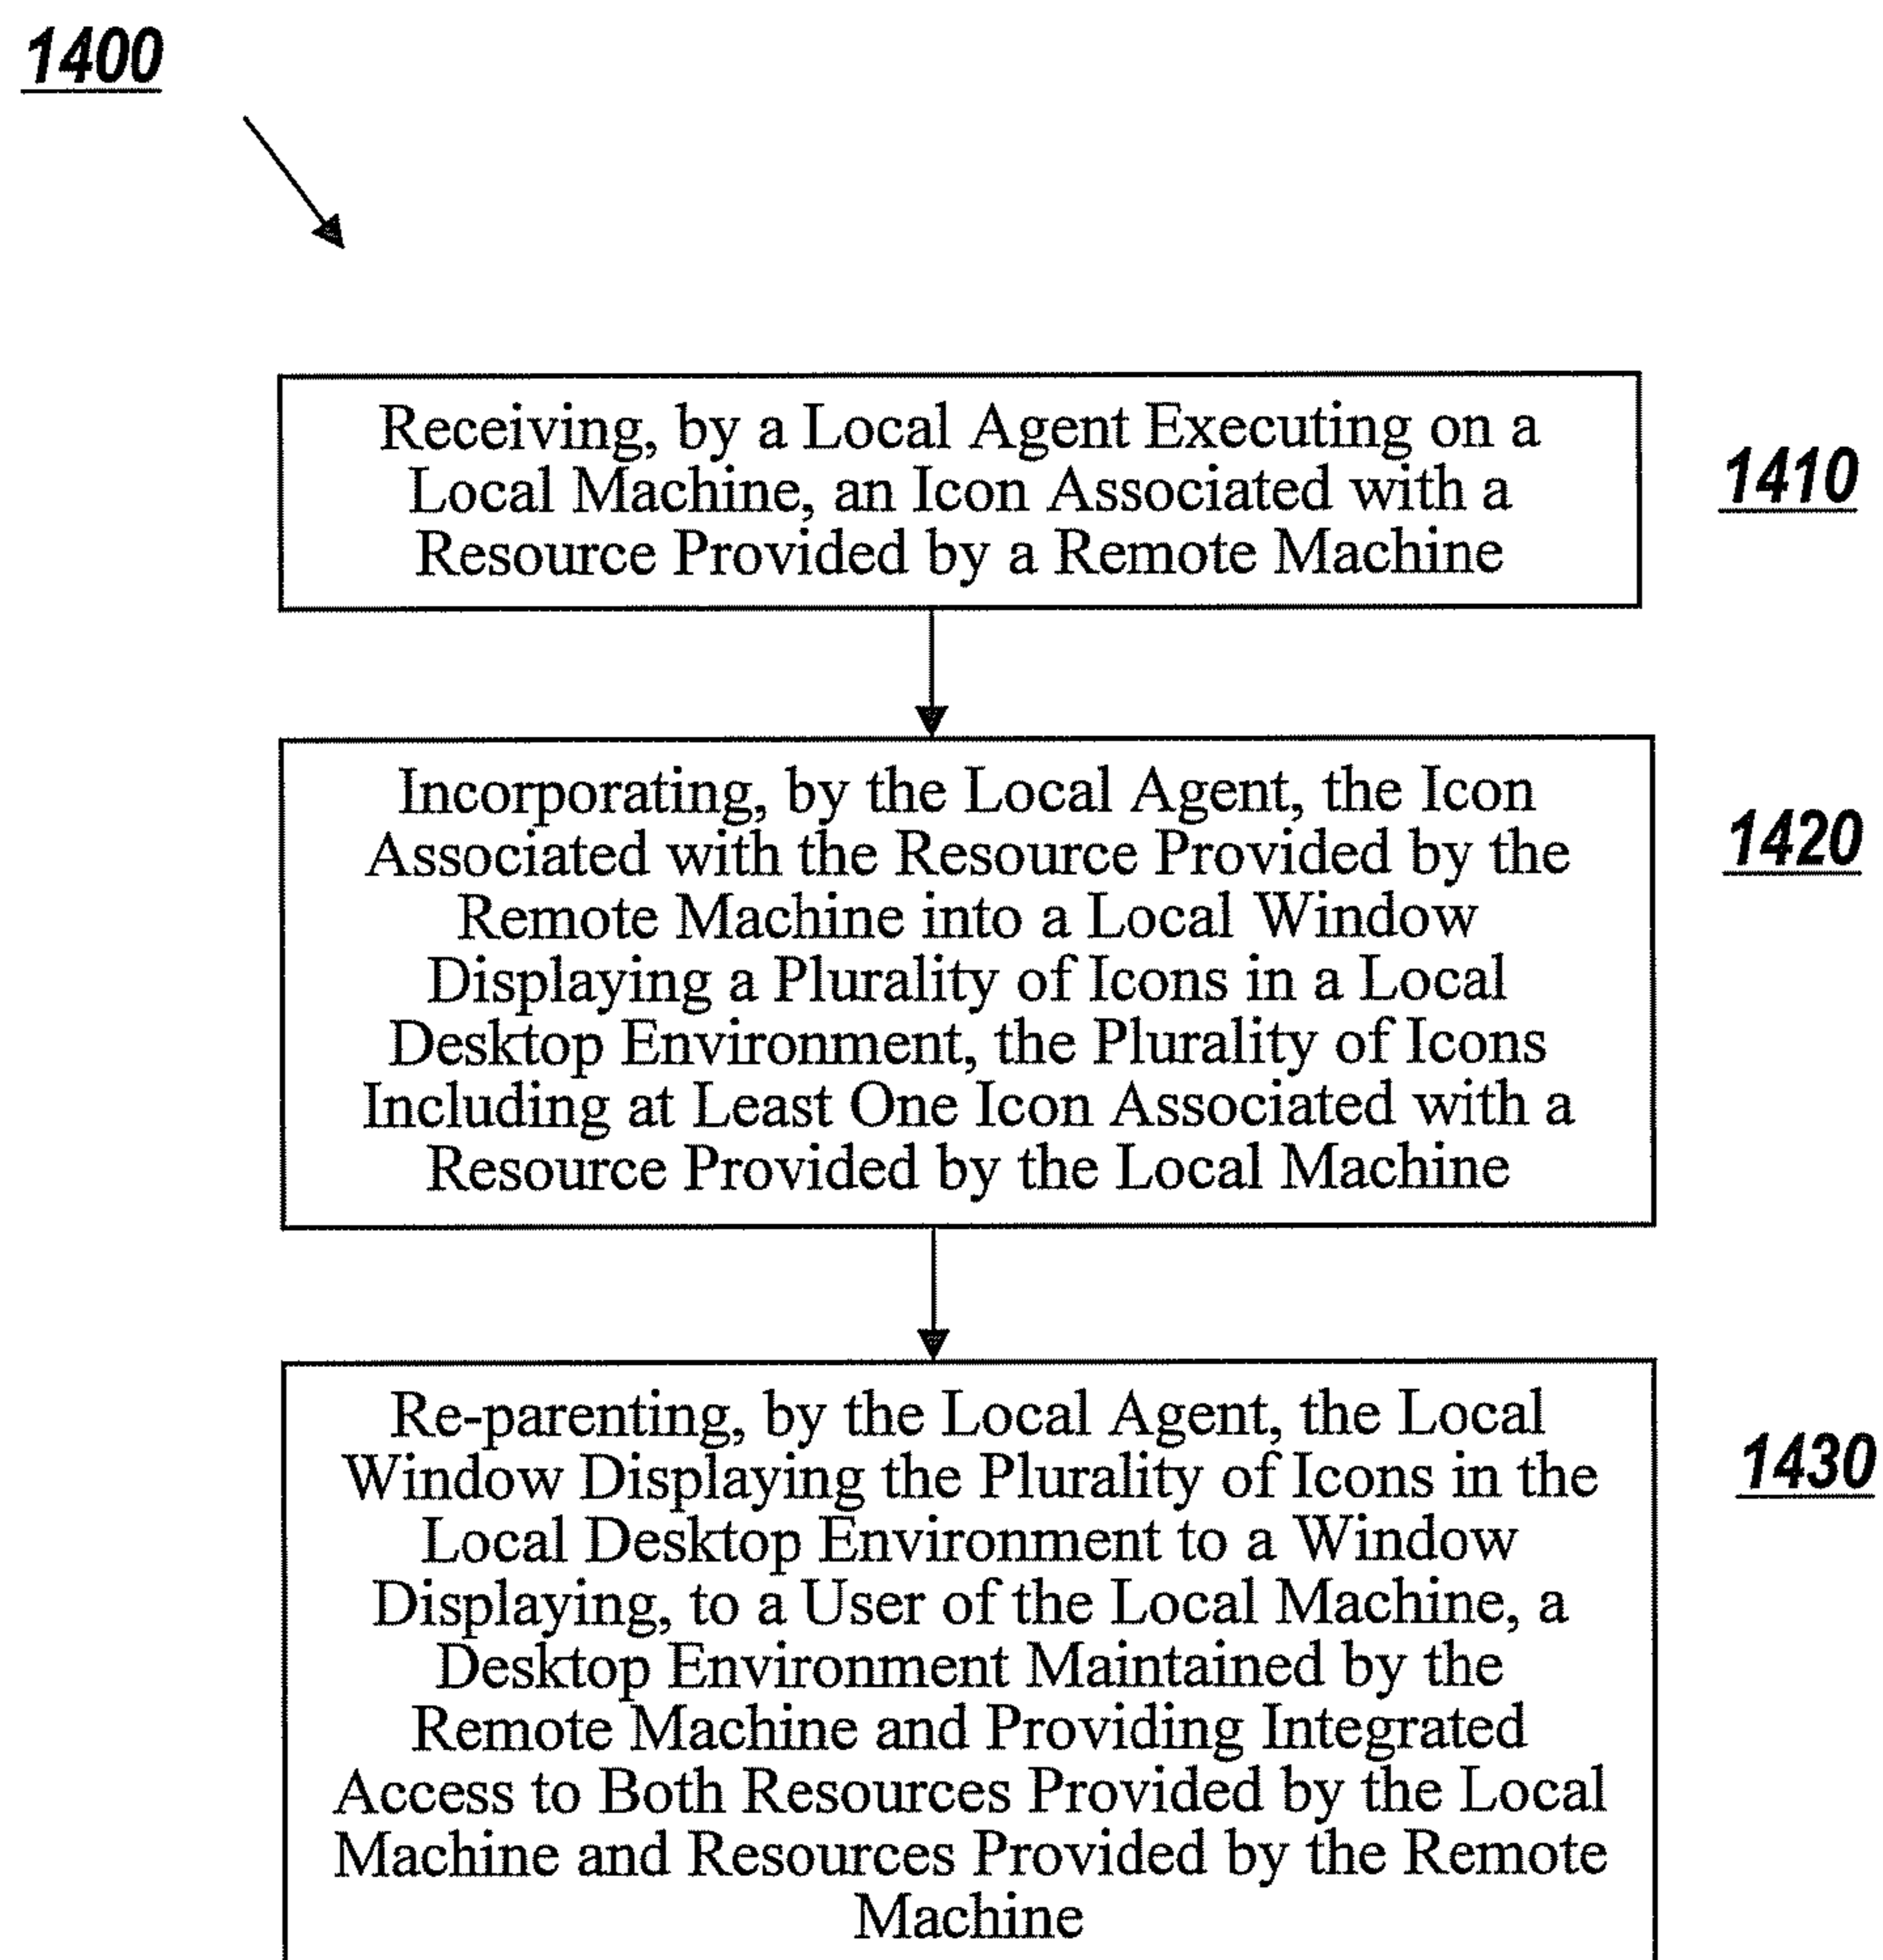 1400
Receiving, by a Local Agent Executing on a
Local Machine, an Icon Associated with a
Resource Provided by a Remote Machine
1410
Incorporating, by the Local Agent, the Icon
Associated with the Resource Provided by the
Remote Machine into a Local Window
Displaying a Plurality of Icons in a Local
Desktop Environment, the Plurality of Icons
Including at Least One Icon Associated with a
Resource Provided by the Local Machine
1420
Re-parenting, by the Local Agent, the Local
Window Displaying the Plurality of Icons in the
Local Desktop Environment to a Window
Displaying, to a User of the Local Machine, a
Desktop Environment Maintained by the
Remote Machine and Providing Integrated
Access to Both Resources Provided by the Local
Machine and Resources Provided by the Remote
Machine
1430